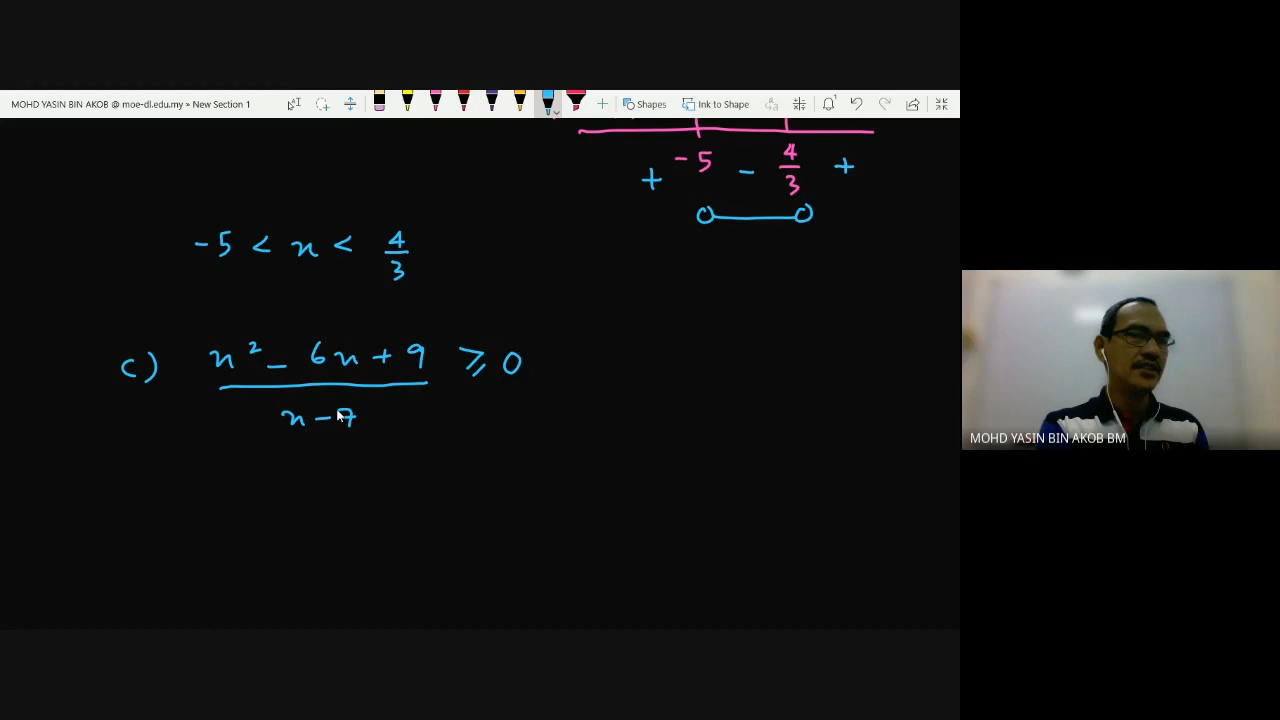 MOHD YASIN BIN AKOB @ moe-dl.edu.my » New Section 1
Shapes
Ink to Shape
+ -5 - 4/3 +
-5 < x < 4/3
c) x² - 6x + 9 ≥ 0
x - 7
MOHD YASIN BIN AKOB BM